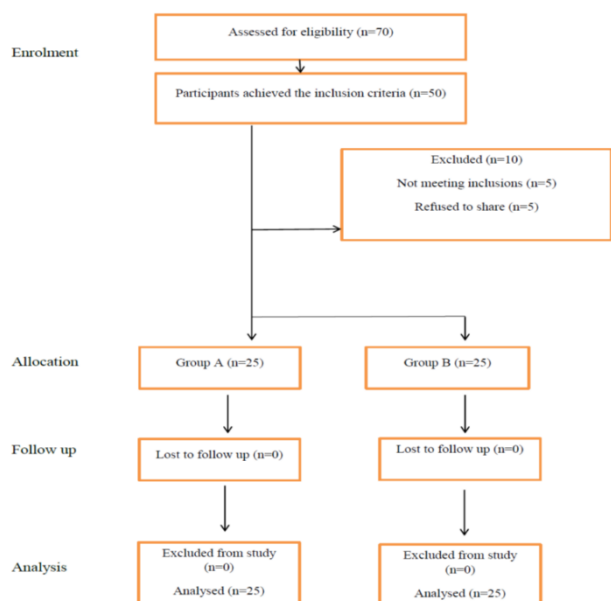 Enrolment
Assessed for eligibility (n=70)
Participants achieved the inclusion criteria (n=50)
Excluded (n=10)
Not meeting inclusions (n=5)
Refused to share (n=5)
Allocation
Group A (n=25)
Group B (n=25)
Follow up
Lost to follow up (n=0)
Lost to follow up (n=0)
Analysis
Excluded from study
(n=0)
Analysed (n=25)
Excluded from study
(n=0)
Analysed (n=25)